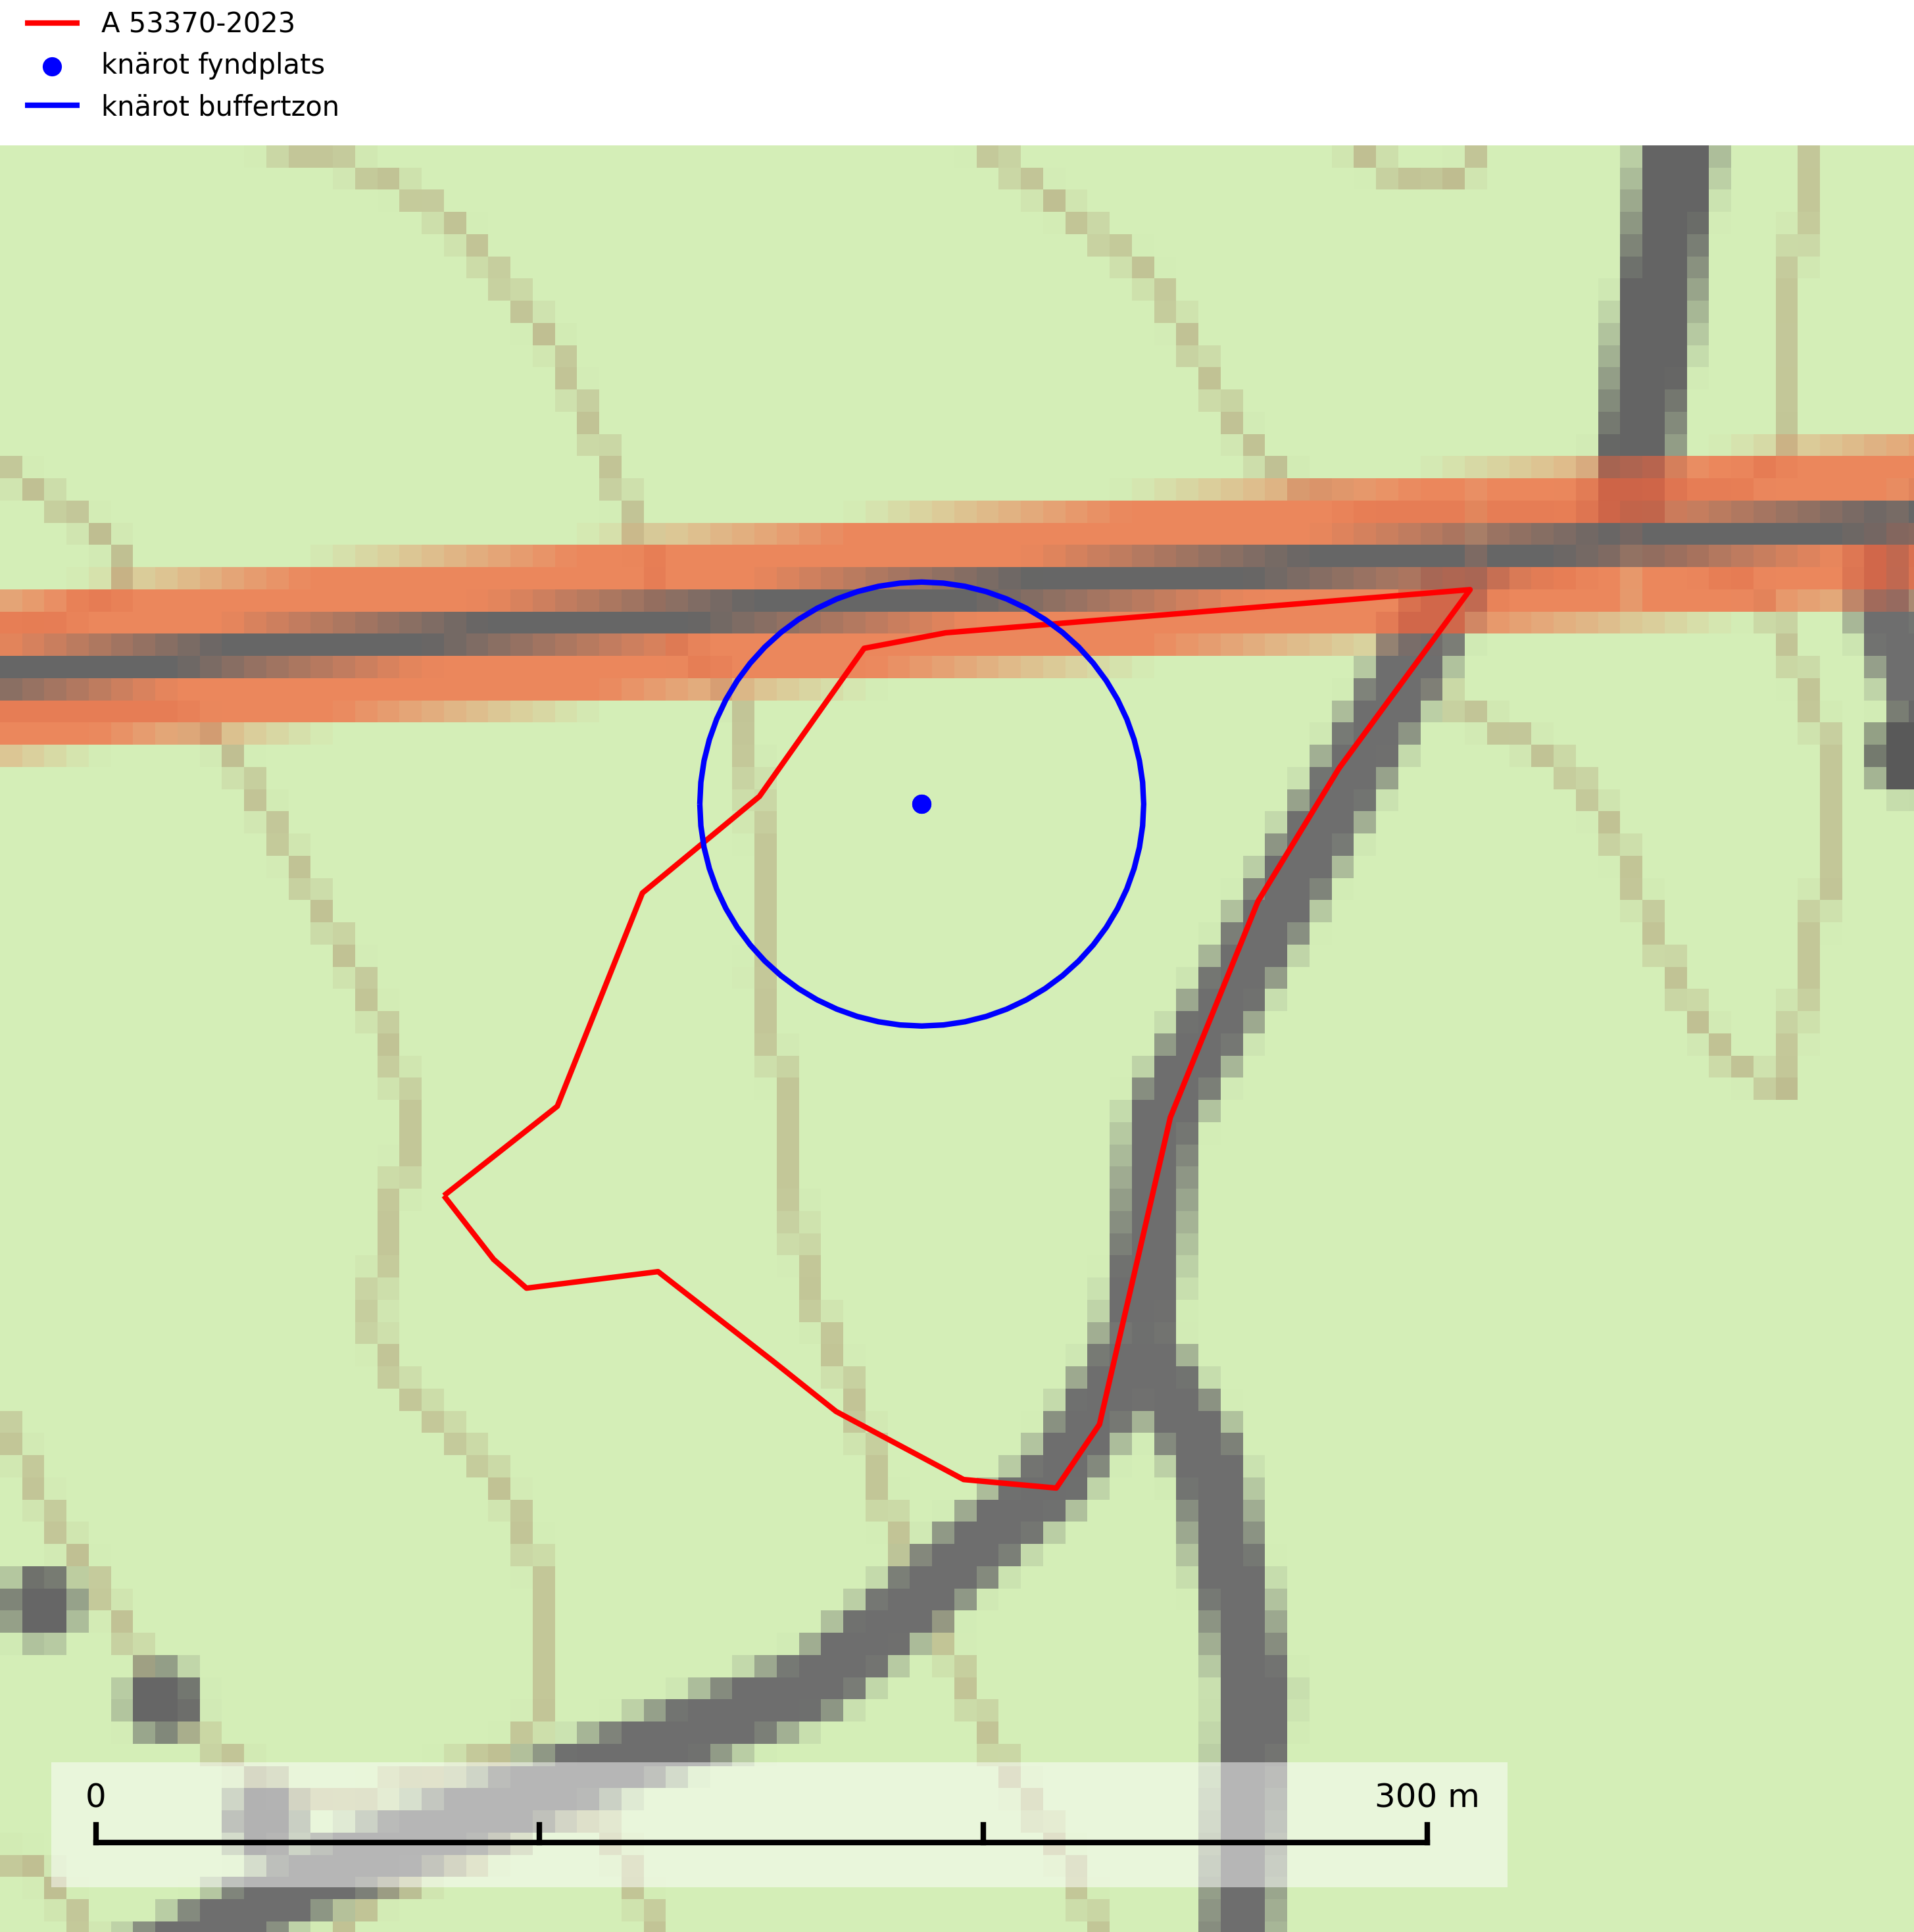 A 53370-2023
knärot fyndplats
knärot buffertzon
0 300 m